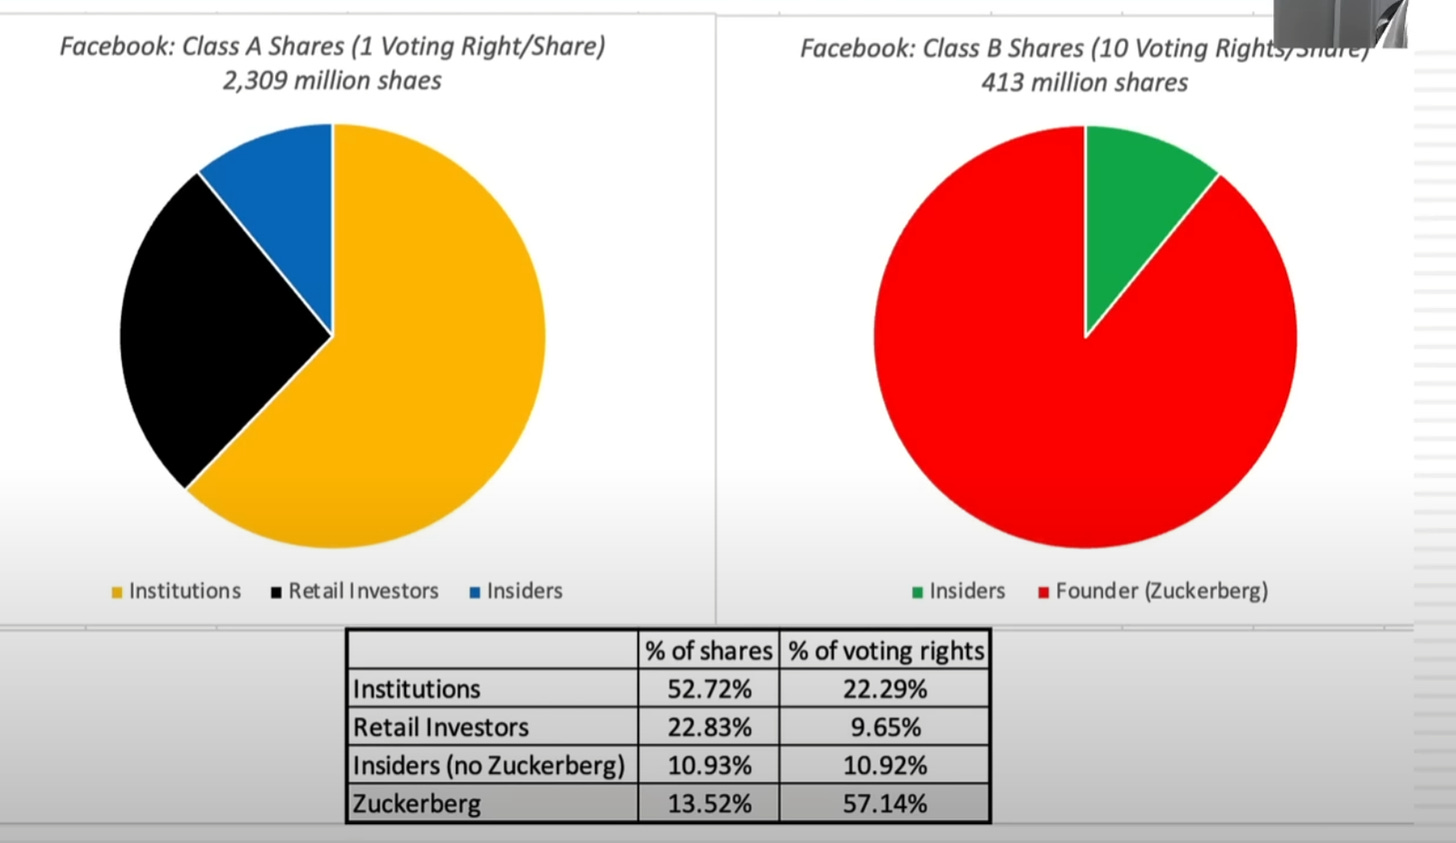 Facebook: Class A Shares (1 Voting Right/Share)
2,309 million shaes
Facebook: Class B Shares (10 Voting Rights/Share)
413 million shares
Institutions Retail Investors Insiders
Insiders Founder (Zuckerberg)
% of shares % of voting rights
Institutions 52.72% 22.29%
Retail Investors 22.83% 9.65%
Insiders (no Zuckerberg) 10.93% 10.92%
Zuckerberg 13.52% 57.14%